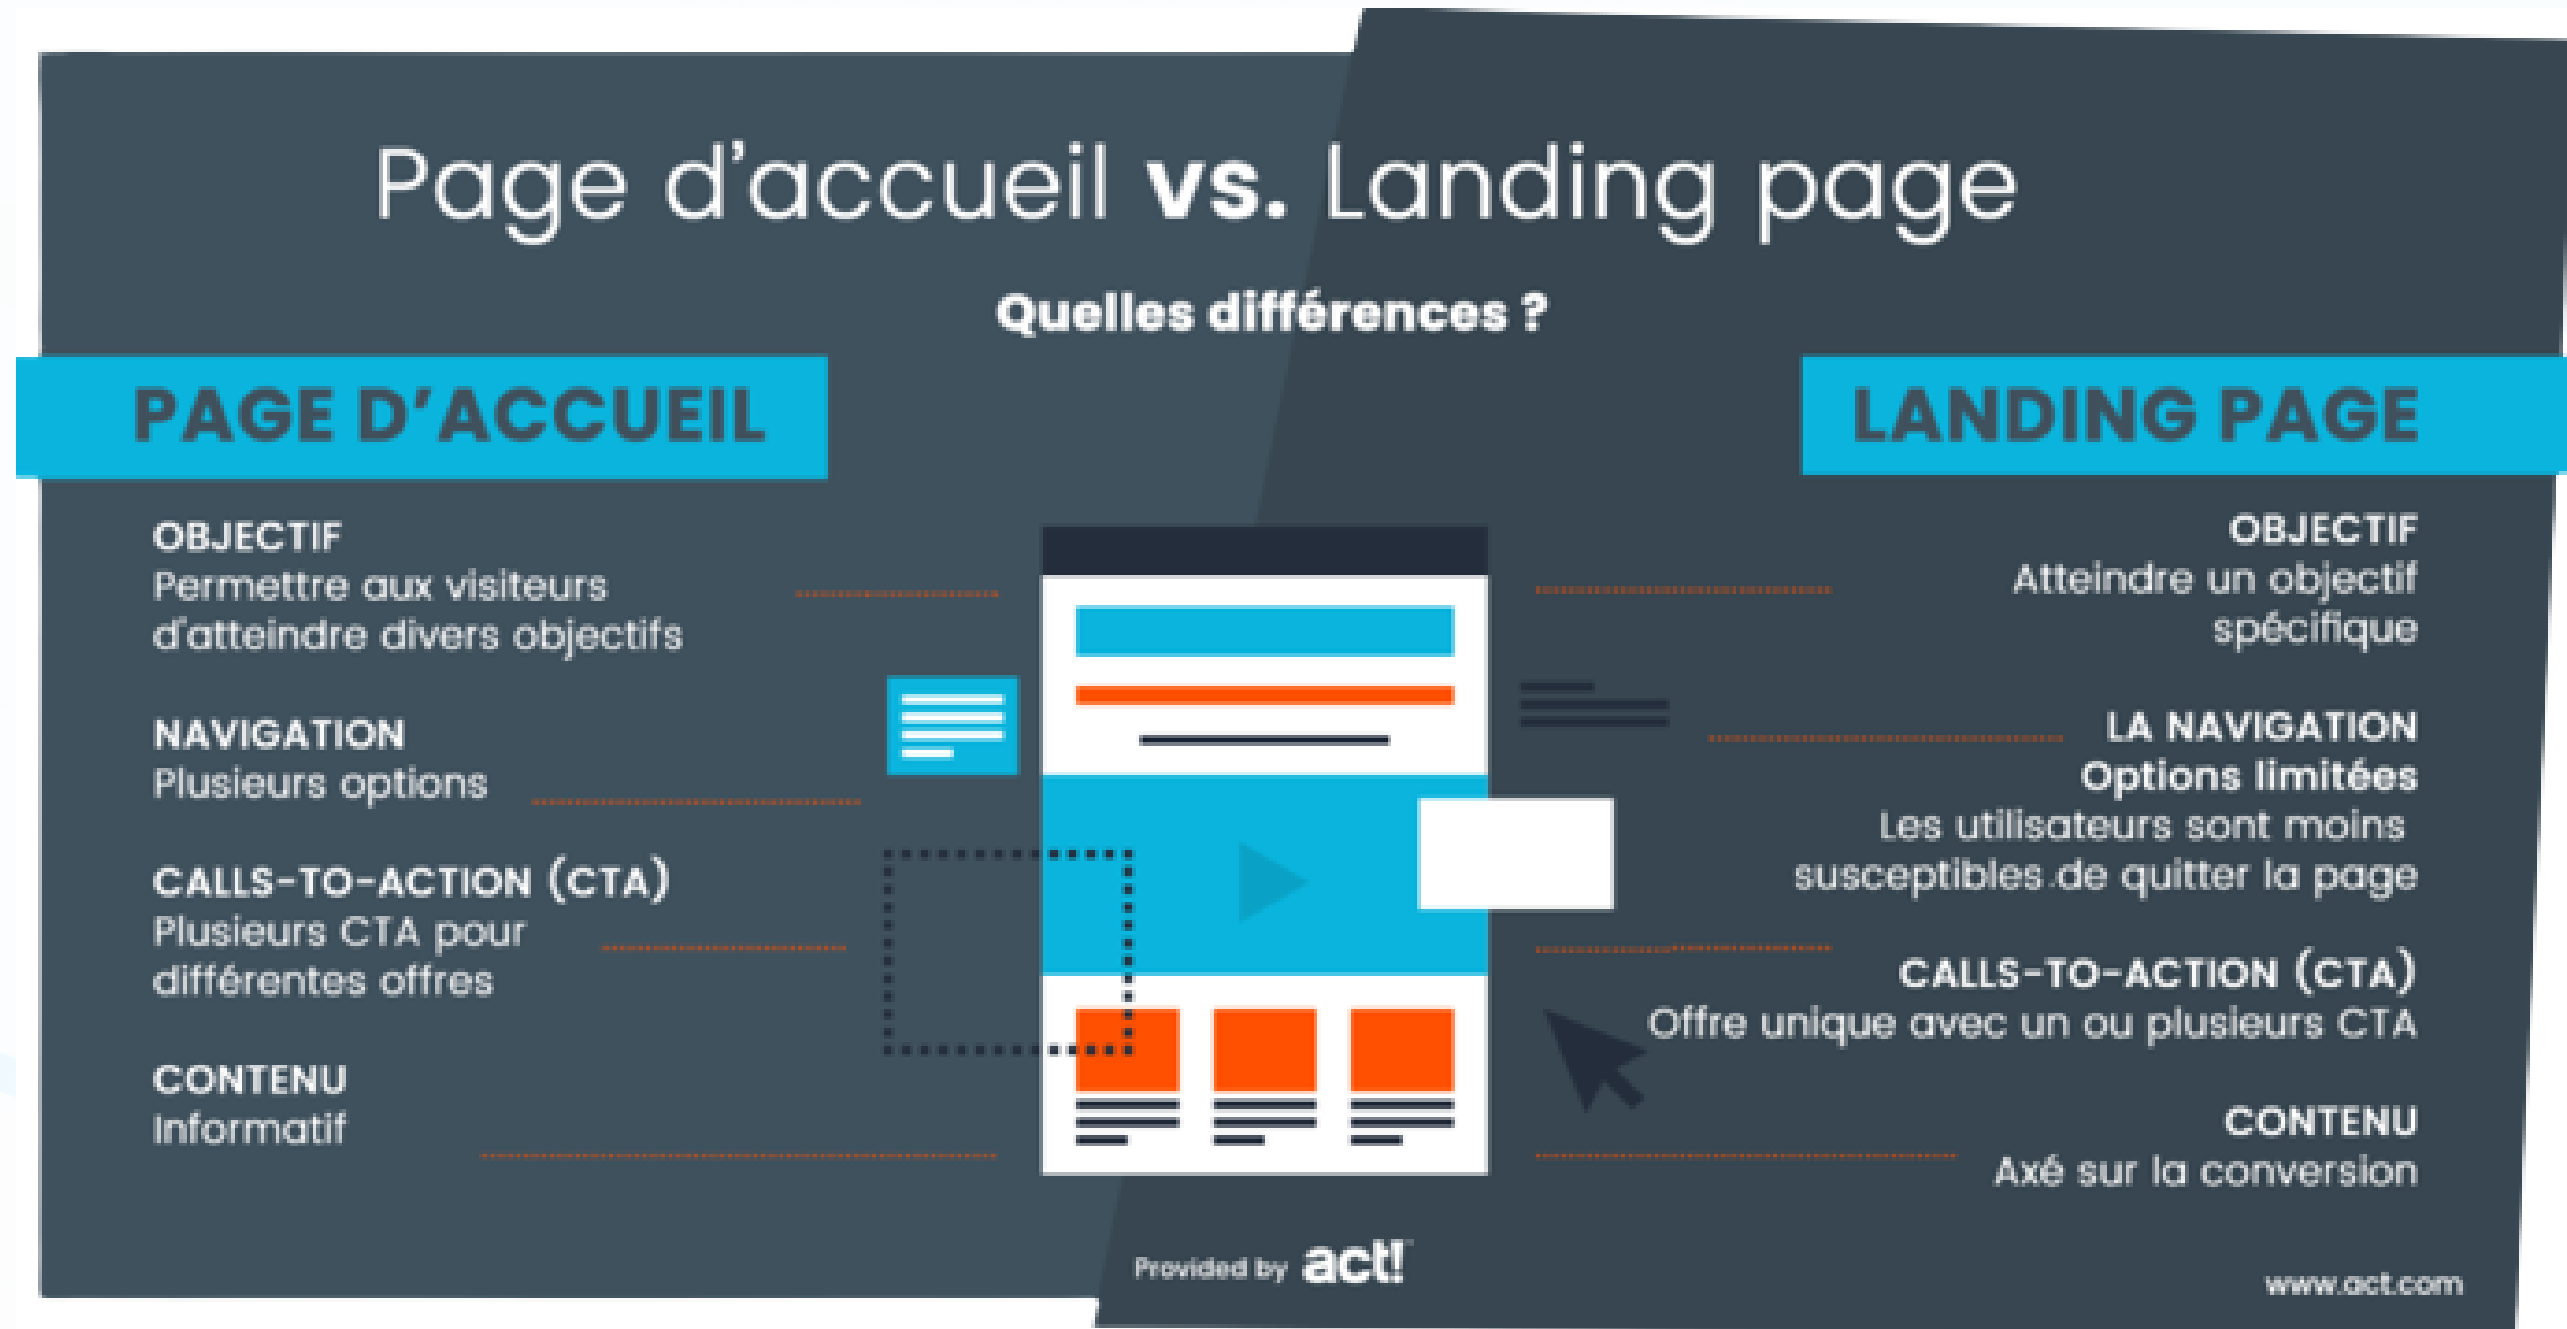 Page d’accueil vs. Landing page
Quelles différences ?
PAGE D’ACCUEIL
OBJECTIF
Permettre aux visiteurs
d'atteindre divers objectifs
NAVIGATION
Plusieurs options
CALLS-TO-ACTION (CTA)
Plusieurs CTA pour
différentes offres
CONTENU
Informatif
LANDING PAGE
OBJECTIF
Atteindre un objectif
spécifique
LA NAVIGATION
Options limitées
Les utilisateurs sont moins
susceptibles de quitter la page
CALLS-TO-ACTION (CTA)
Offre unique avec un ou plusieurs CTA
CONTENU
Axé sur la conversion
Provided by act!
www.act.com